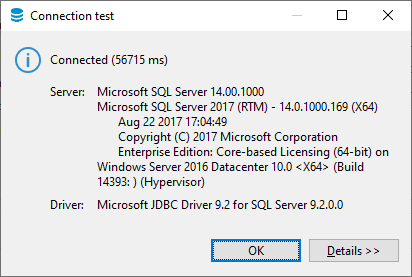 Connection test
Connected (56715 ms)
Server: Microsoft SQL Server 14.00.1000
Microsoft SQL Server 2017 (RTM) - 14.0.1000.169 (X64)
Aug 22 2017 17:04:49
Copyright (C) 2017 Microsoft Corporation
Enterprise Edition: Core-based Licensing (64-bit) on
Windows Server 2016 Datacenter 10.0 <X64> (Build
14393: ) (Hypervisor)
Driver: Microsoft JDBC Driver 9.2 for SQL Server 9.2.0.0
OK Details >>